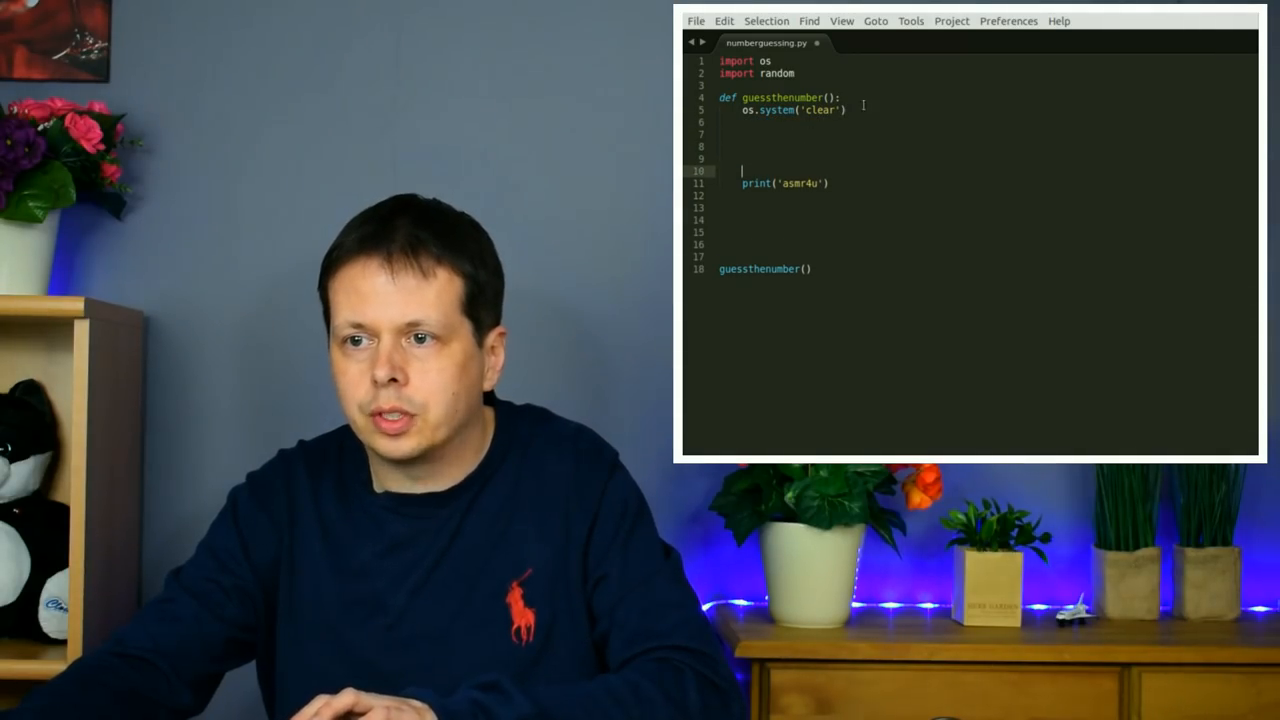 File Edit Selection Find View Goto Tools Project Preferences Help
numberguessing.py
1 import os
2 import random
3
4 def guessthenumber():
5 os.system('clear')
6
7
8
9
10
11 print('asmr4u')
12
13
14
15
16
17
18 guessthenumber()
HERB GARDEN